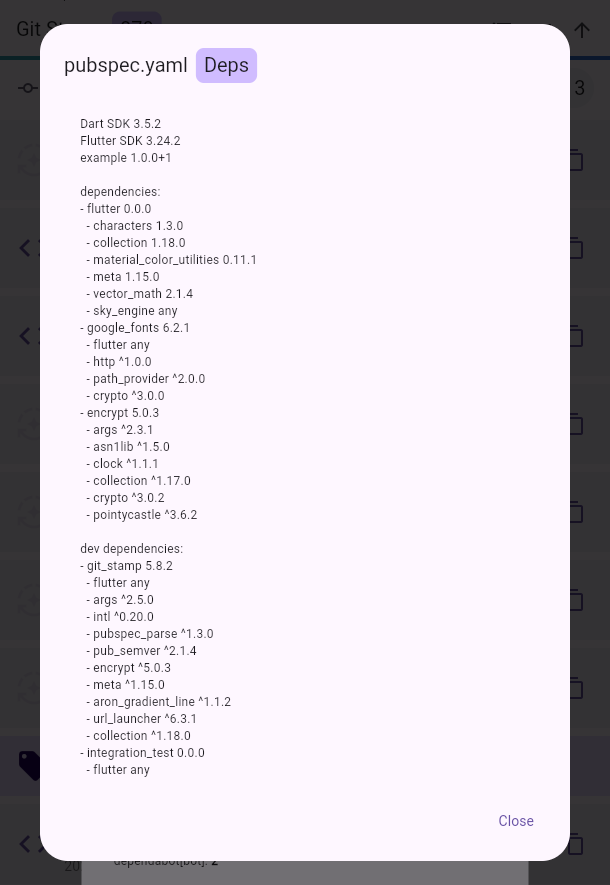 Git
pubspec.yaml Deps
3
Dart SDK 3.5.2
Flutter SDK 3.24.2
example 1.0.0+1
dependencies:
- flutter 0.0.0
- characters 1.3.0
- collection 1.18.0
- material_color_utilities 0.11.1
- meta 1.15.0
- vector_math 2.1.4
- sky_engine any
- google_fonts 6.2.1
- flutter any
- http ^1.0.0
- path_provider ^2.0.0
- crypto ^3.0.0
- encrypt 5.0.3
- args ^2.3.1
- asn1lib ^1.5.0
- clock ^1.1.1
- collection ^1.17.0
- crypto ^3.0.2
- pointycastle ^3.6.2
dev dependencies:
- git_stamp 5.8.2
- flutter any
- args ^2.5.0
- intl ^0.20.0
- pubspec_parse ^1.3.0
- pub_semver ^2.1.4
- encrypt ^5.0.3
- meta ^1.15.0
- aron_gradient_line ^1.1.2
- url_launcher ^6.3.1
- collection ^1.18.0
- integration_test 0.0.0
- flutter any
Close
dependabot[bot]: 2
20